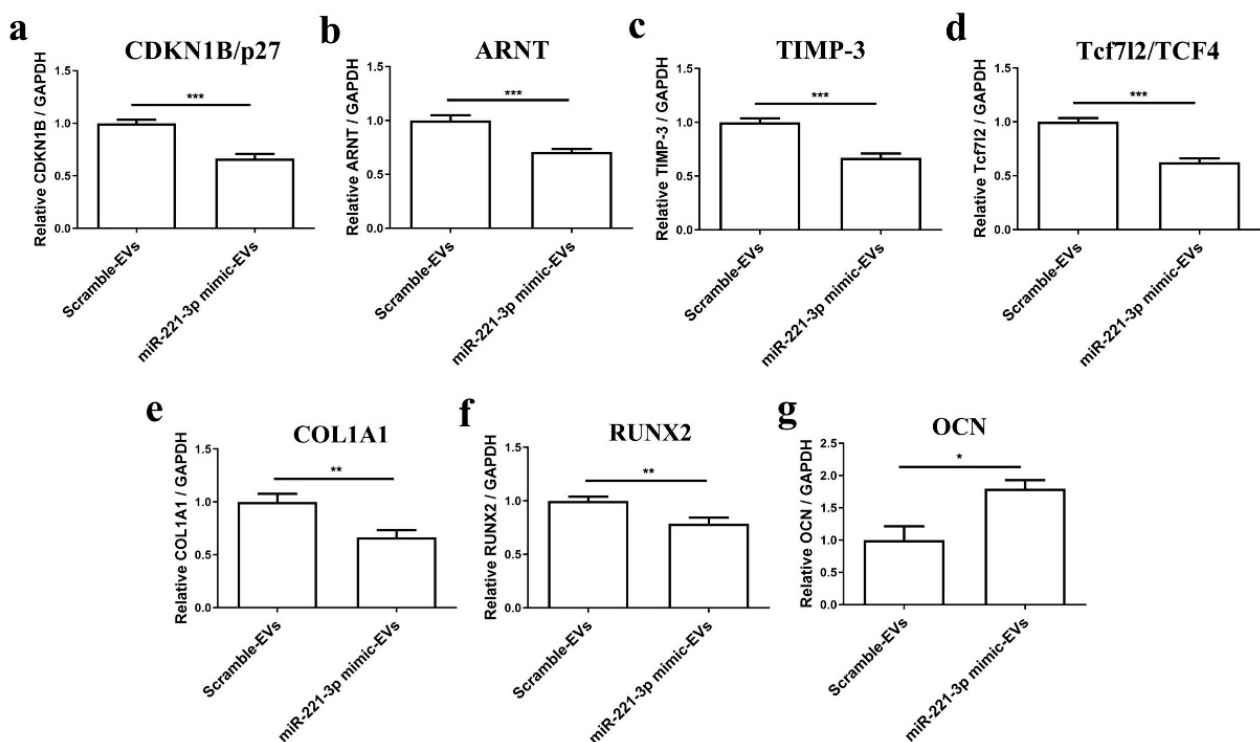 a
CDKN1B/p27
Relative CDKN1B / GAPDH
1.5
1.0
0.5
0.0
***
Scramble-EVs
miR-221-3p mimic-EVs
b
ARNT
Relative ARNT / GAPDH
1.5
1.0
0.5
0.0
***
Scramble-EVs
miR-221-3p mimic-EVs
c
TIMP-3
Relative TIMP-3 / GAPDH
1.5
1.0
0.5
0.0
***
Scramble-EVs
miR-221-3p mimic-EVs
d
Tcf7l2/TCF4
Relative Tcf7l2 / GAPDH
1.5
1.0
0.5
0.0
***
Scramble-EVs
miR-221-3p mimic-EVs
e
COL1A1
Relative COL1A1 / GAPDH
1.5
1.0
0.5
0.0
**
Scramble-EVs
miR-221-3p mimic-EVs
f
RUNX2
Relative RUNX2 / GAPDH
1.5
1.0
0.5
0.0
**
Scramble-EVs
miR-221-3p mimic-EVs
g
OCN
Relative OCN / GAPDH
2.5
2.0
1.5
1.0
0.5
0.0
*
Scramble-EVs
miR-221-3p mimic-EVs